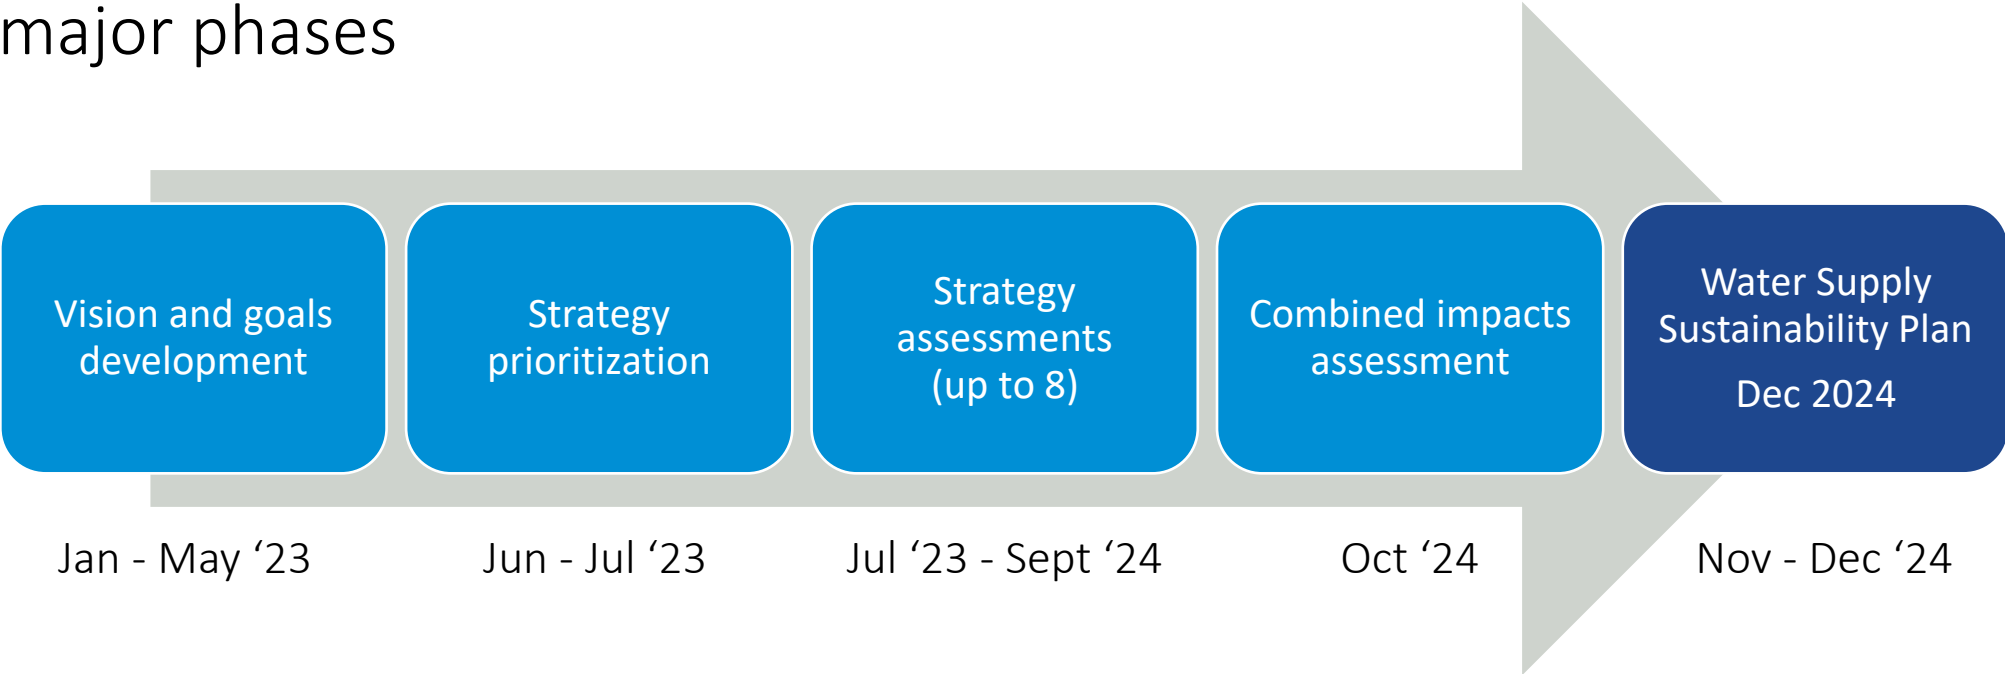 major phases
Vision and goals
development
Strategy
prioritization
Strategy
assessments
(up to 8)
Combined impacts
assessment
Water Supply
Sustainability Plan
Dec 2024
Jan - May ‘23
Jun - Jul ‘23
Jul ‘23 - Sept ‘24
Oct ‘24
Nov - Dec ‘24